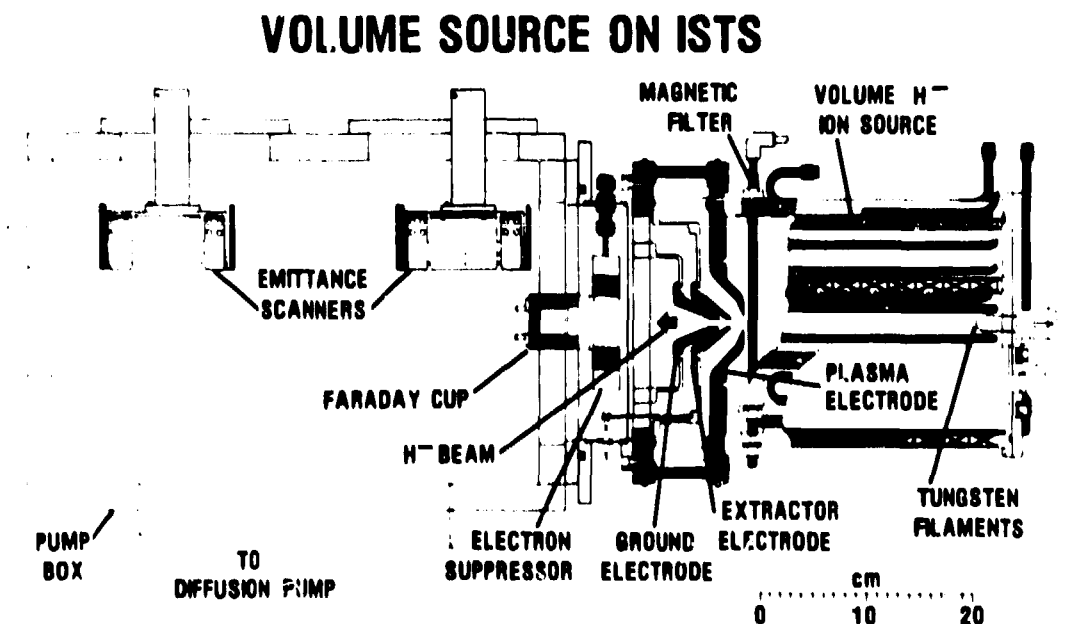 VOLUME SOURCE ON ISTS
MAGNETIC
FILTER
VOLUME H⁻
ION SOURCE
EMITTANCE
SCANNERS
FARADAY CUP
H⁻ BEAM
PLASMA
ELECTRODE
TUNGSTEN
FILAMENTS
EXTRACTOR
ELECTRODE
GROUND
ELECTRODE
ELECTRON
SUPPRESSOR
PUMP
BOX
TO
DIFFUSION PUMP
cm
0 10 20